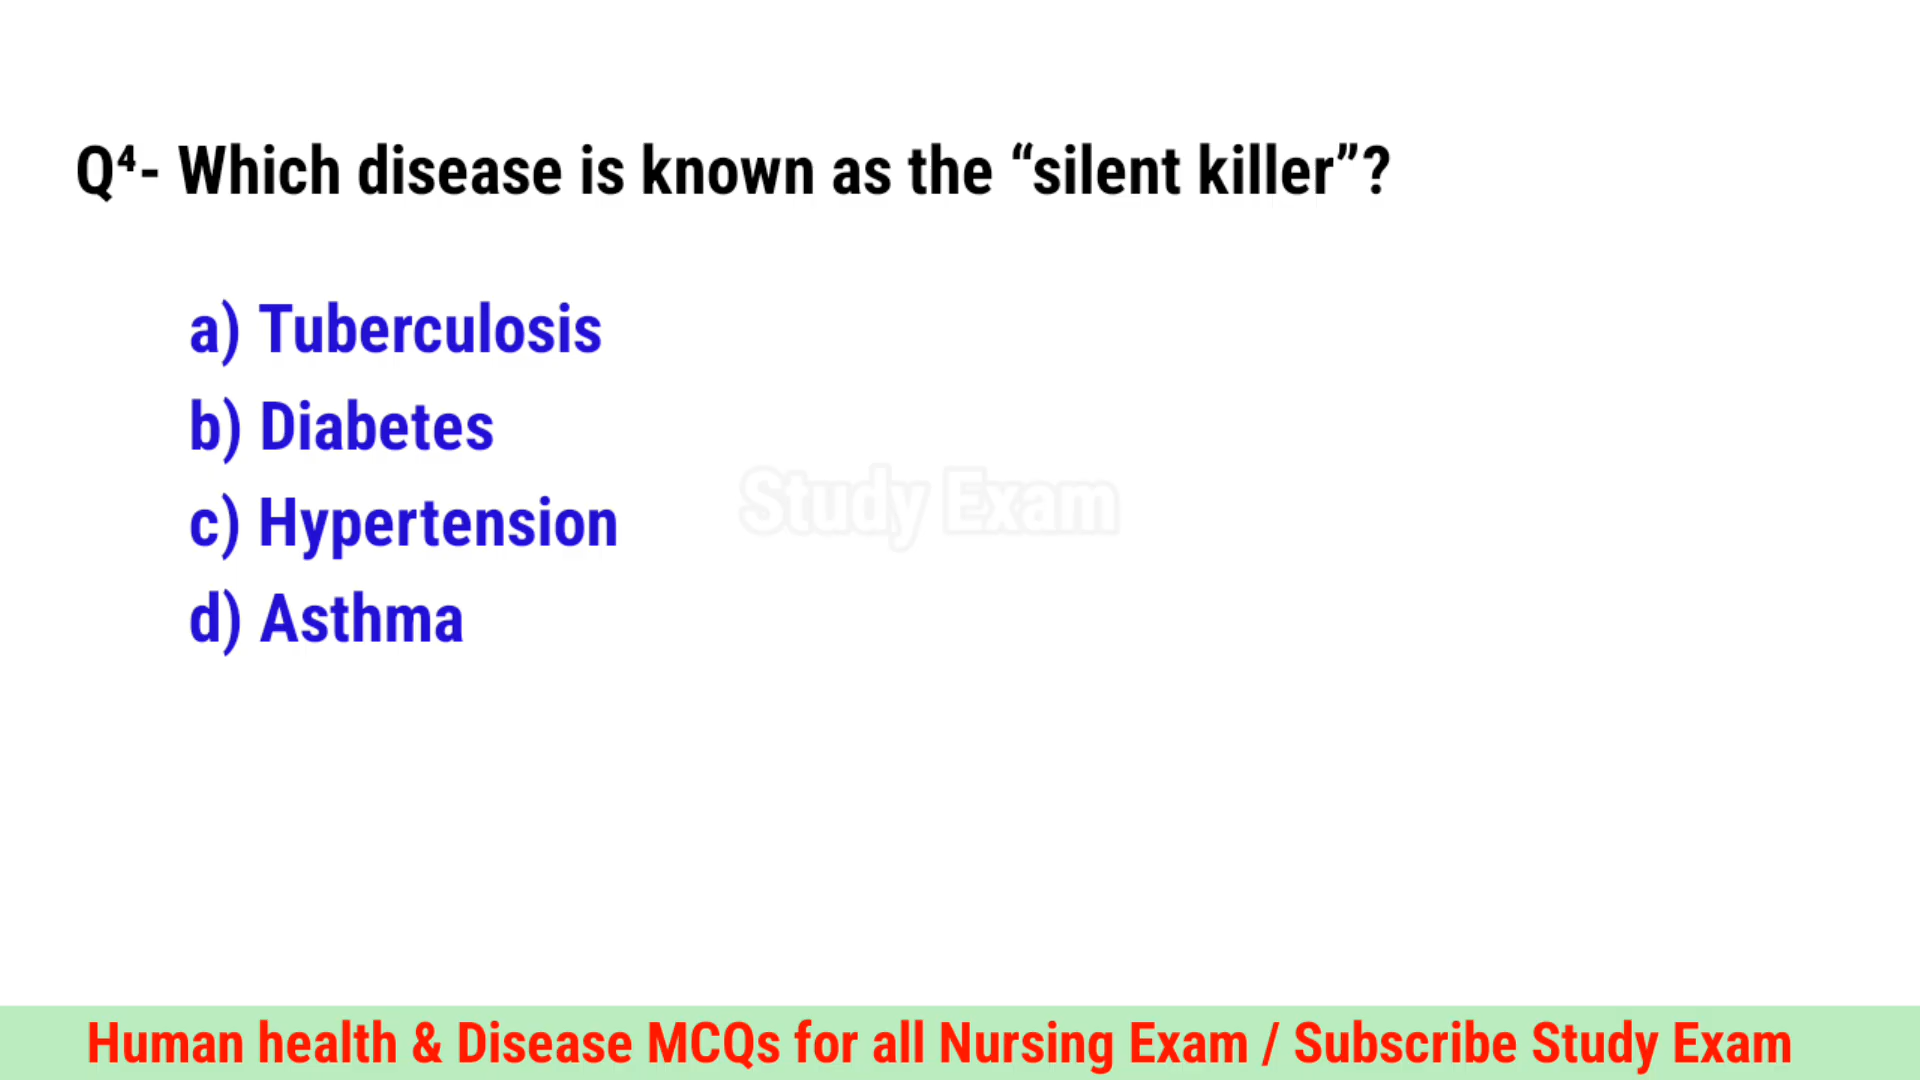 Q⁴- Which disease is known as the “silent killer”?
a) Tuberculosis
b) Diabetes
c) Hypertension
Study Exam
d) Asthma
Human health & Disease MCQs for all Nursing Exam / Subscribe Study Exam